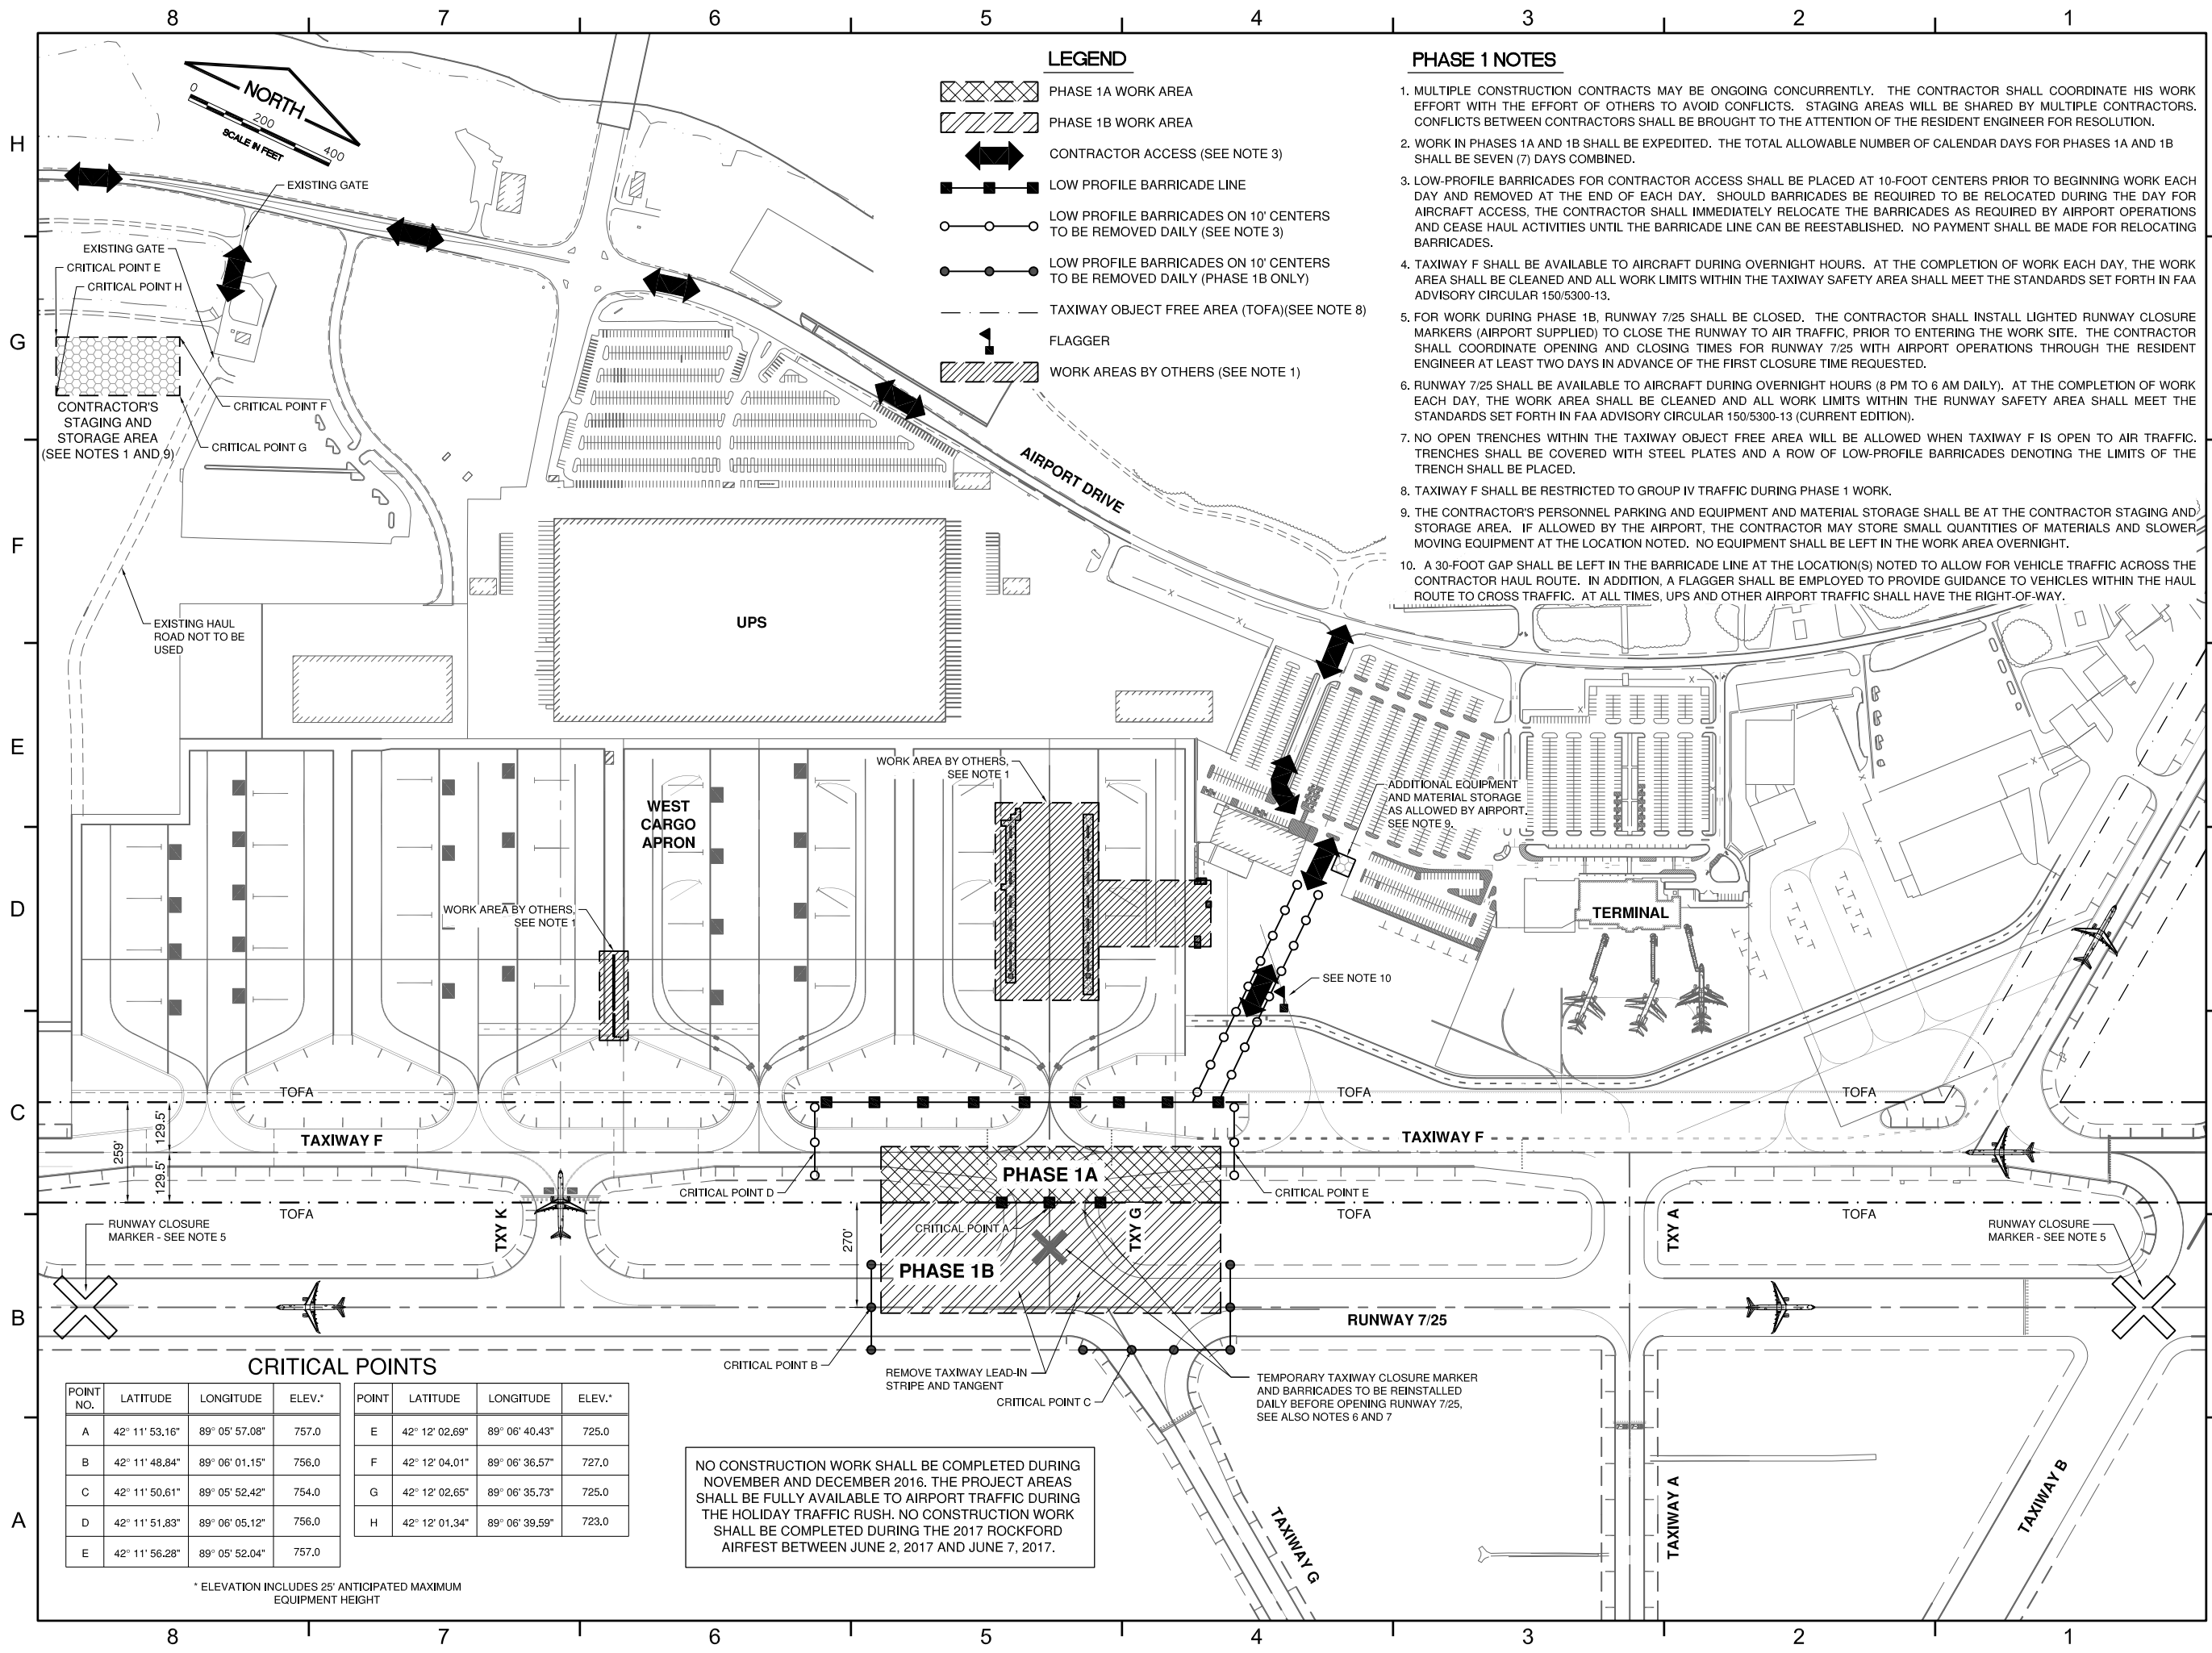 8 7 6 5 4 3 2 1
H
G
F
E
D
C
B
A
NORTH
0 200 400
SCALE IN FEET
LEGEND
PHASE 1A WORK AREA
PHASE 1B WORK AREA
CONTRACTOR ACCESS (SEE NOTE 3)
LOW PROFILE BARRICADE LINE
LOW PROFILE BARRICADES ON 10' CENTERS
TO BE REMOVED DAILY (SEE NOTE 3)
LOW PROFILE BARRICADES ON 10' CENTERS
TO BE REMOVED DAILY (PHASE 1B ONLY)
TAXIWAY OBJECT FREE AREA (TOFA)(SEE NOTE 8)
FLAGGER
WORK AREAS BY OTHERS (SEE NOTE 1)
PHASE 1 NOTES
1. MULTIPLE CONSTRUCTION CONTRACTS MAY BE ONGOING CONCURRENTLY. THE CONTRACTOR SHALL COORDINATE HIS WORK
EFFORT WITH THE EFFORT OF OTHERS TO AVOID CONFLICTS. STAGING AREAS WILL BE SHARED BY MULTIPLE CONTRACTORS.
CONFLICTS BETWEEN CONTRACTORS SHALL BE BROUGHT TO THE ATTENTION OF THE RESIDENT ENGINEER FOR RESOLUTION.
2. WORK IN PHASES 1A AND 1B SHALL BE EXPEDITED. THE TOTAL ALLOWABLE NUMBER OF CALENDAR DAYS FOR PHASES 1A AND 1B
SHALL BE SEVEN (7) DAYS COMBINED.
3. LOW-PROFILE BARRICADES FOR CONTRACTOR ACCESS SHALL BE PLACED AT 10-FOOT CENTERS PRIOR TO BEGINNING WORK EACH
DAY AND REMOVED AT THE END OF EACH DAY. SHOULD BARRICADES BE REQUIRED TO BE RELOCATED DURING THE DAY FOR
AIRCRAFT ACCESS, THE CONTRACTOR SHALL IMMEDIATELY RELOCATE THE BARRICADES AS REQUIRED BY AIRPORT OPERATIONS
AND CEASE HAUL ACTIVITIES UNTIL THE BARRICADE LINE CAN BE REESTABLISHED. NO PAYMENT SHALL BE MADE FOR RELOCATING
BARRICADES.
4. TAXIWAY F SHALL BE AVAILABLE TO AIRCRAFT DURING OVERNIGHT HOURS. AT THE COMPLETION OF WORK EACH DAY, THE WORK
AREA SHALL BE CLEANED AND ALL WORK LIMITS WITHIN THE TAXIWAY SAFETY AREA SHALL MEET THE STANDARDS SET FORTH IN FAA
ADVISORY CIRCULAR 150/5300-13.
5. FOR WORK DURING PHASE 1B, RUNWAY 7/25 SHALL BE CLOSED. THE CONTRACTOR SHALL INSTALL LIGHTED RUNWAY CLOSURE
MARKERS (AIRPORT SUPPLIED) TO CLOSE THE RUNWAY TO AIR TRAFFIC, PRIOR TO ENTERING THE WORK SITE. THE CONTRACTOR
SHALL COORDINATE OPENING AND CLOSING TIMES FOR RUNWAY 7/25 WITH AIRPORT OPERATIONS THROUGH THE RESIDENT
ENGINEER AT LEAST TWO DAYS IN ADVANCE OF THE FIRST CLOSURE TIME REQUESTED.
6. RUNWAY 7/25 SHALL BE AVAILABLE TO AIRCRAFT DURING OVERNIGHT HOURS (8 PM TO 6 AM DAILY). AT THE COMPLETION OF WORK
EACH DAY, THE WORK AREA SHALL BE CLEANED AND ALL WORK LIMITS WITHIN THE RUNWAY SAFETY AREA SHALL MEET THE
STANDARDS SET FORTH IN FAA ADVISORY CIRCULAR 150/5300-13 (CURRENT EDITION).
7. NO OPEN TRENCHES WITHIN THE TAXIWAY OBJECT FREE AREA WILL BE ALLOWED WHEN TAXIWAY F IS OPEN TO AIR TRAFFIC.
TRENCHES SHALL BE COVERED WITH STEEL PLATES AND A ROW OF LOW-PROFILE BARRICADES DENOTING THE LIMITS OF THE
TRENCH SHALL BE PLACED.
8. TAXIWAY F SHALL BE RESTRICTED TO GROUP IV TRAFFIC DURING PHASE 1 WORK.
9. THE CONTRACTOR'S PERSONNEL PARKING AND EQUIPMENT AND MATERIAL STORAGE SHALL BE AT THE CONTRACTOR STAGING AND
STORAGE AREA. IF ALLOWED BY THE AIRPORT, THE CONTRACTOR MAY STORE SMALL QUANTITIES OF MATERIALS AND SLOWER
MOVING EQUIPMENT AT THE LOCATION NOTED. NO EQUIPMENT SHALL BE LEFT IN THE WORK AREA OVERNIGHT.
10. A 30-FOOT GAP SHALL BE LEFT IN THE BARRICADE LINE AT THE LOCATION(S) NOTED TO ALLOW FOR VEHICLE TRAFFIC ACROSS THE
CONTRACTOR HAUL ROUTE. IN ADDITION, A FLAGGER SHALL BE EMPLOYED TO PROVIDE GUIDANCE TO VEHICLES WITHIN THE HAUL
ROUTE TO CROSS TRAFFIC. AT ALL TIMES, UPS AND OTHER AIRPORT TRAFFIC SHALL HAVE THE RIGHT-OF-WAY.
EXISTING GATE
EXISTING GATE
CRITICAL POINT E
CRITICAL POINT H
CRITICAL POINT F
CRITICAL POINT G
CONTRACTOR'S
STAGING AND
STORAGE AREA
(SEE NOTES 1 AND 9)
AIRPORT DRIVE
EXISTING HAUL
ROAD NOT TO BE
USED
UPS
WEST
CARGO
APRON
WORK AREA BY OTHERS,
SEE NOTE 1
WORK AREA BY OTHERS,
SEE NOTE 1
ADDITIONAL EQUIPMENT
AND MATERIAL STORAGE
AS ALLOWED BY AIRPORT.
SEE NOTE 9.
TERMINAL
SEE NOTE 10
TOFA
TOFA
TOFA
TAXIWAY F
TAXIWAY F
259'
129.5'
129.5'
PHASE 1A
CRITICAL POINT D
CRITICAL POINT E
TOFA
TOFA
TOFA
RUNWAY CLOSURE
MARKER - SEE NOTE 5
TXY K
CRITICAL POINT A
TXY G
TXY A
RUNWAY CLOSURE
MARKER - SEE NOTE 5
270'
PHASE 1B
RUNWAY 7/25
CRITICAL POINT B
REMOVE TAXIWAY LEAD-IN
STRIPE AND TANGENT
CRITICAL POINT C
TEMPORARY TAXIWAY CLOSURE MARKER
AND BARRICADES TO BE REINSTALLED
DAILY BEFORE OPENING RUNWAY 7/25,
SEE ALSO NOTES 6 AND 7
CRITICAL POINTS
POINT NO. LATITUDE LONGITUDE ELEV.*
A 42° 11' 53.16" 89° 05' 57.08" 757.0
B 42° 11' 48.84" 89° 06' 01.15" 756.0
C 42° 11' 50.61" 89° 05' 52.42" 754.0
D 42° 11' 51.83" 89° 06' 05.12" 756.0
E 42° 11' 56.28" 89° 05' 52.04" 757.0
POINT LATITUDE LONGITUDE ELEV.*
E 42° 12' 02.69" 89° 06' 40.43" 725.0
F 42° 12' 04.01" 89° 06' 36.57" 727.0
G 42° 12' 02.65" 89° 06' 35.73" 725.0
H 42° 12' 01.34" 89° 06' 39.59" 723.0
* ELEVATION INCLUDES 25' ANTICIPATED MAXIMUM
EQUIPMENT HEIGHT
NO CONSTRUCTION WORK SHALL BE COMPLETED DURING
NOVEMBER AND DECEMBER 2016. THE PROJECT AREAS
SHALL BE FULLY AVAILABLE TO AIRPORT TRAFFIC DURING
THE HOLIDAY TRAFFIC RUSH. NO CONSTRUCTION WORK
SHALL BE COMPLETED DURING THE 2017 ROCKFORD
AIRFEST BETWEEN JUNE 2, 2017 AND JUNE 7, 2017.
TAXIWAY G
TAXIWAY A
TAXIWAY B
8 7 6 5 4 3 2 1